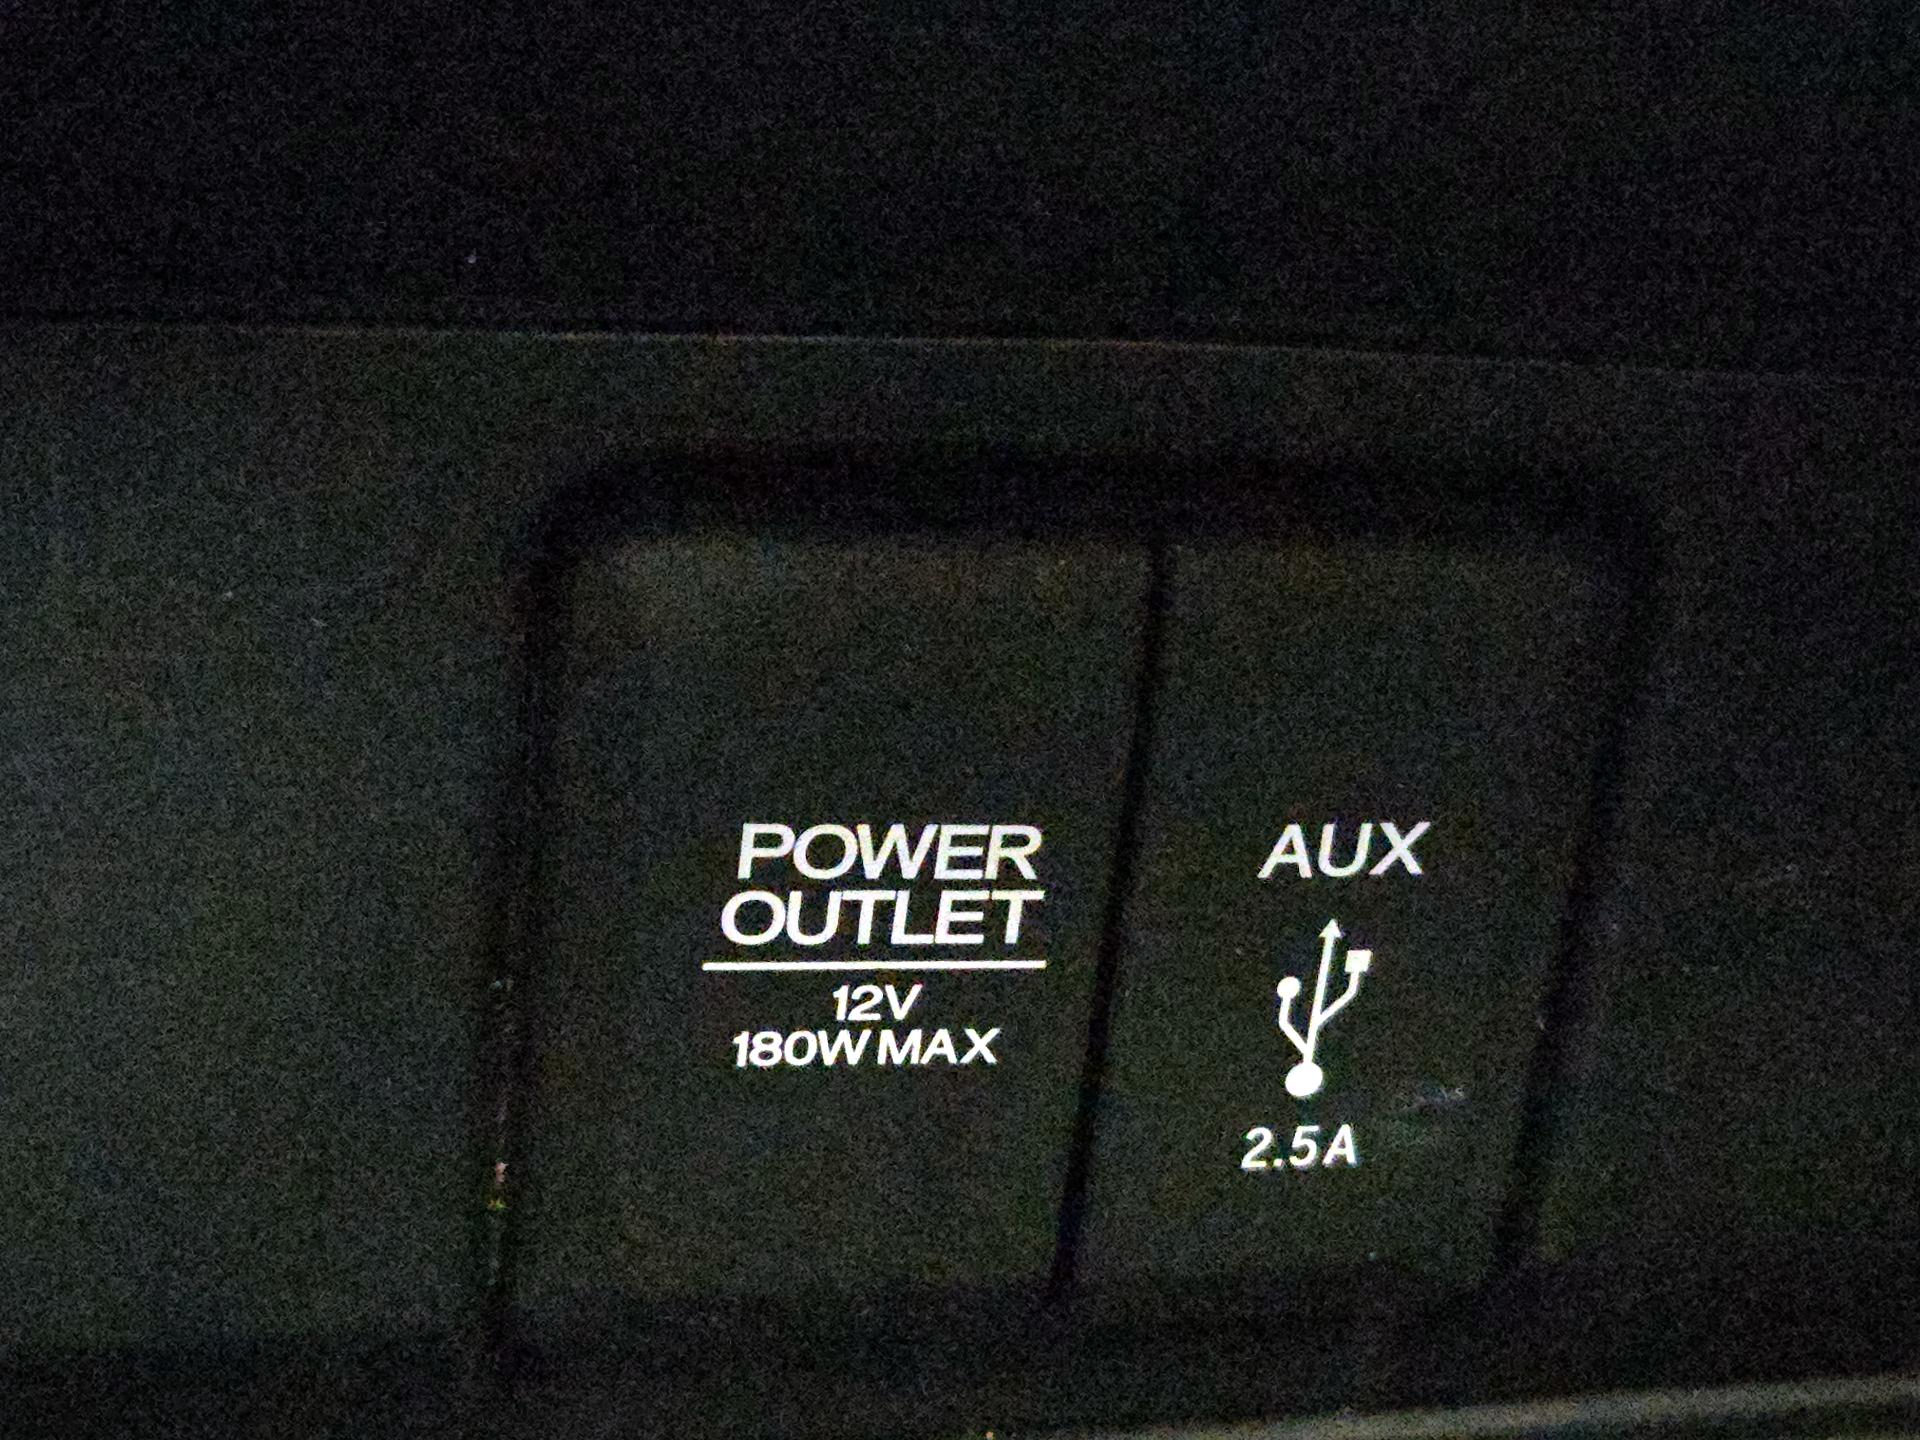 POWER
OUTLET
12V
180W MAX
AUX
2.5A